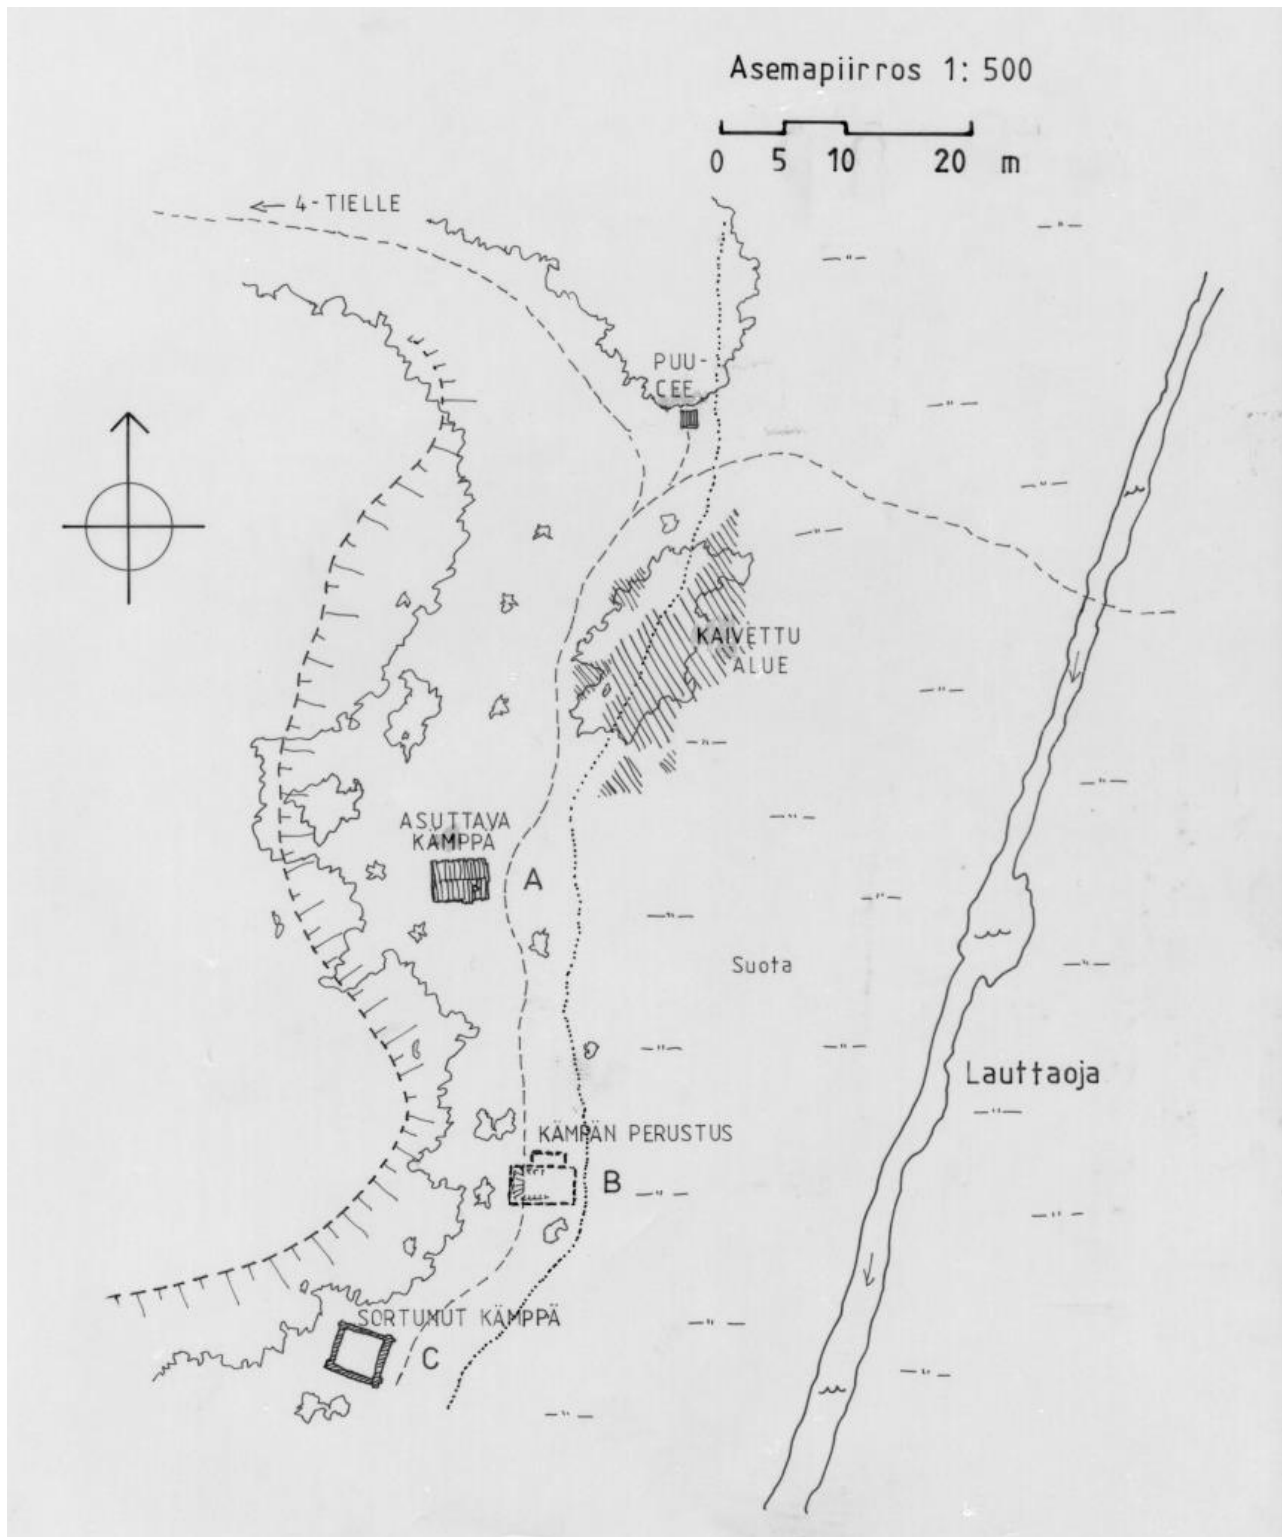 Asemapiirros 1: 500
0 5 10 20 m
← 4-TIELLE
PUU-
CEE
KAIVETTU
ALUE
ASUTTAVA
KÄMPPÄ
A
Suota
Lauttaoja
KÄMPÄN PERUSTUS
B
SORTUNUT KÄMPPÄ
C